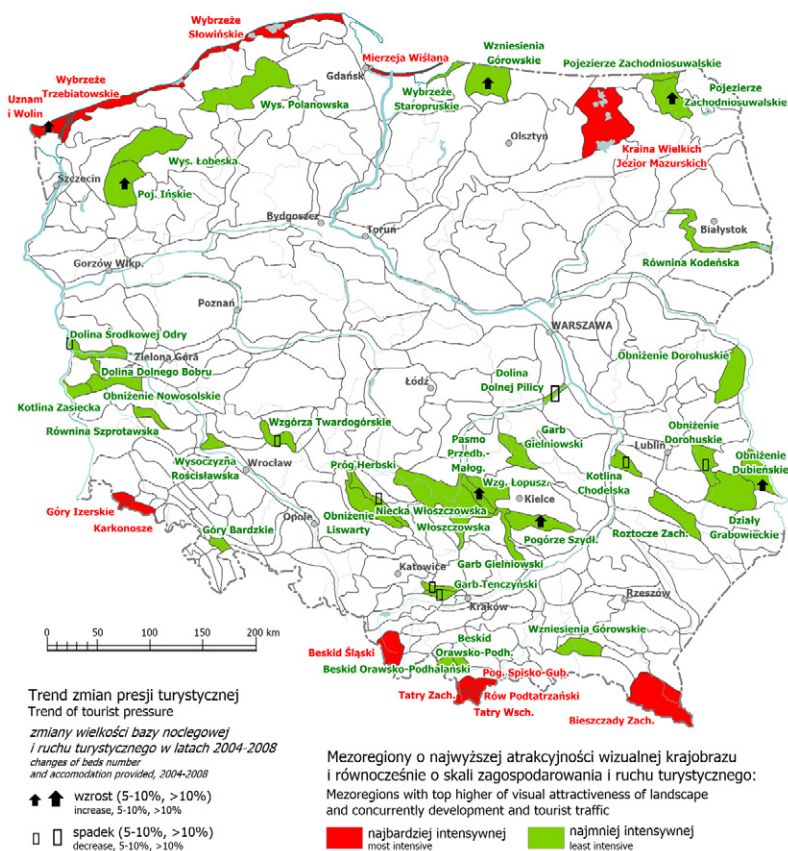 Wybrzeże
Słowińskie
Mierzeja Wiślana
Wzniesienia
Górowskie
Pojezierze Zachodniosuwalskie
Gdańsk
Wybrzeże
Trzebiatowskie
Uznam
i Wolin
Wys. Polanowska
Wybrzeże
Staropruskie
Pojezierze
Zachodniosuwalskie
Olsztyn
Kraina Wielkich
Jezior Mazurskich
Wys. Łobeska
Szczecin
Poj. Ińskie
Bydgoszcz
Toruń
Białystok
Równina Kodeńska
Gorzów Wlkp.
Poznań
WARSZAWA
Dolina Środkowej Odry
Zielona Góra
Dolina Dolnego Bobru
Obniżenie Nowosolskie
Kotlina Zasiecka
Równina Szprotawska
Łódź
Dolina
Dolnej Pilicy
Obniżenie Dorohuskie
Wzgórza Twardogórskie
Pasmo
Przedb.-
Małog.
Garb
Gielniowski
Lublin
Obniżenie
Dorohuskie
Obniżenie
Dubieńskie
Wysoczyzna
Rościsławska
Wrocław
Próg Herbski
Wzg. Łopusz.
Kielce
Kotlina
Chodelska
Góry Izerskie
Karkonosze
Opole
Obniżenie
Liswarty
Niecka Włoszczowska
Włoszczowska
Pogórze Szydł.
Roztocze Zach.
Działy
Grabowieckie
Góry Bardzkie
Katowice
Garb Gielniowski
Garb Tenczyński
Kraków
Rzeszów
0 50 100 150 200 km
Beskid Śląski
Beskid
Orawsko-Podh.
Beskid Orawsko-Podhalański
Wzniesienia Górowskie
Pog. Spisko-Gub.
Tatry Zach.
Rów Podtatrzański
Tatry Wsch.
Bieszczady Zach.
Trend zmian presji turystycznej
Trend of tourist pressure
zmiany wielkości bazy noclegowej
i ruchu turystycznego w latach 2004-2008
changes of beds number
and accomodation provided, 2004-2008
wzrost (5-10%, >10%)
increase, 5-10%, >10%
spadek (5-10%, >10%)
decrease, 5-10%, >10%
Mezoregiony o najwyższej atrakcyjności wizualnej krajobrazu
i równocześnie o skali zagospodarowania i ruchu turystycznego:
Mezoregions with top higher of visual attractiveness of landscape
and concurrently development and tourist traffic
najbardziej intensywnej
most intensive
najmniej intensywnej
least intensive